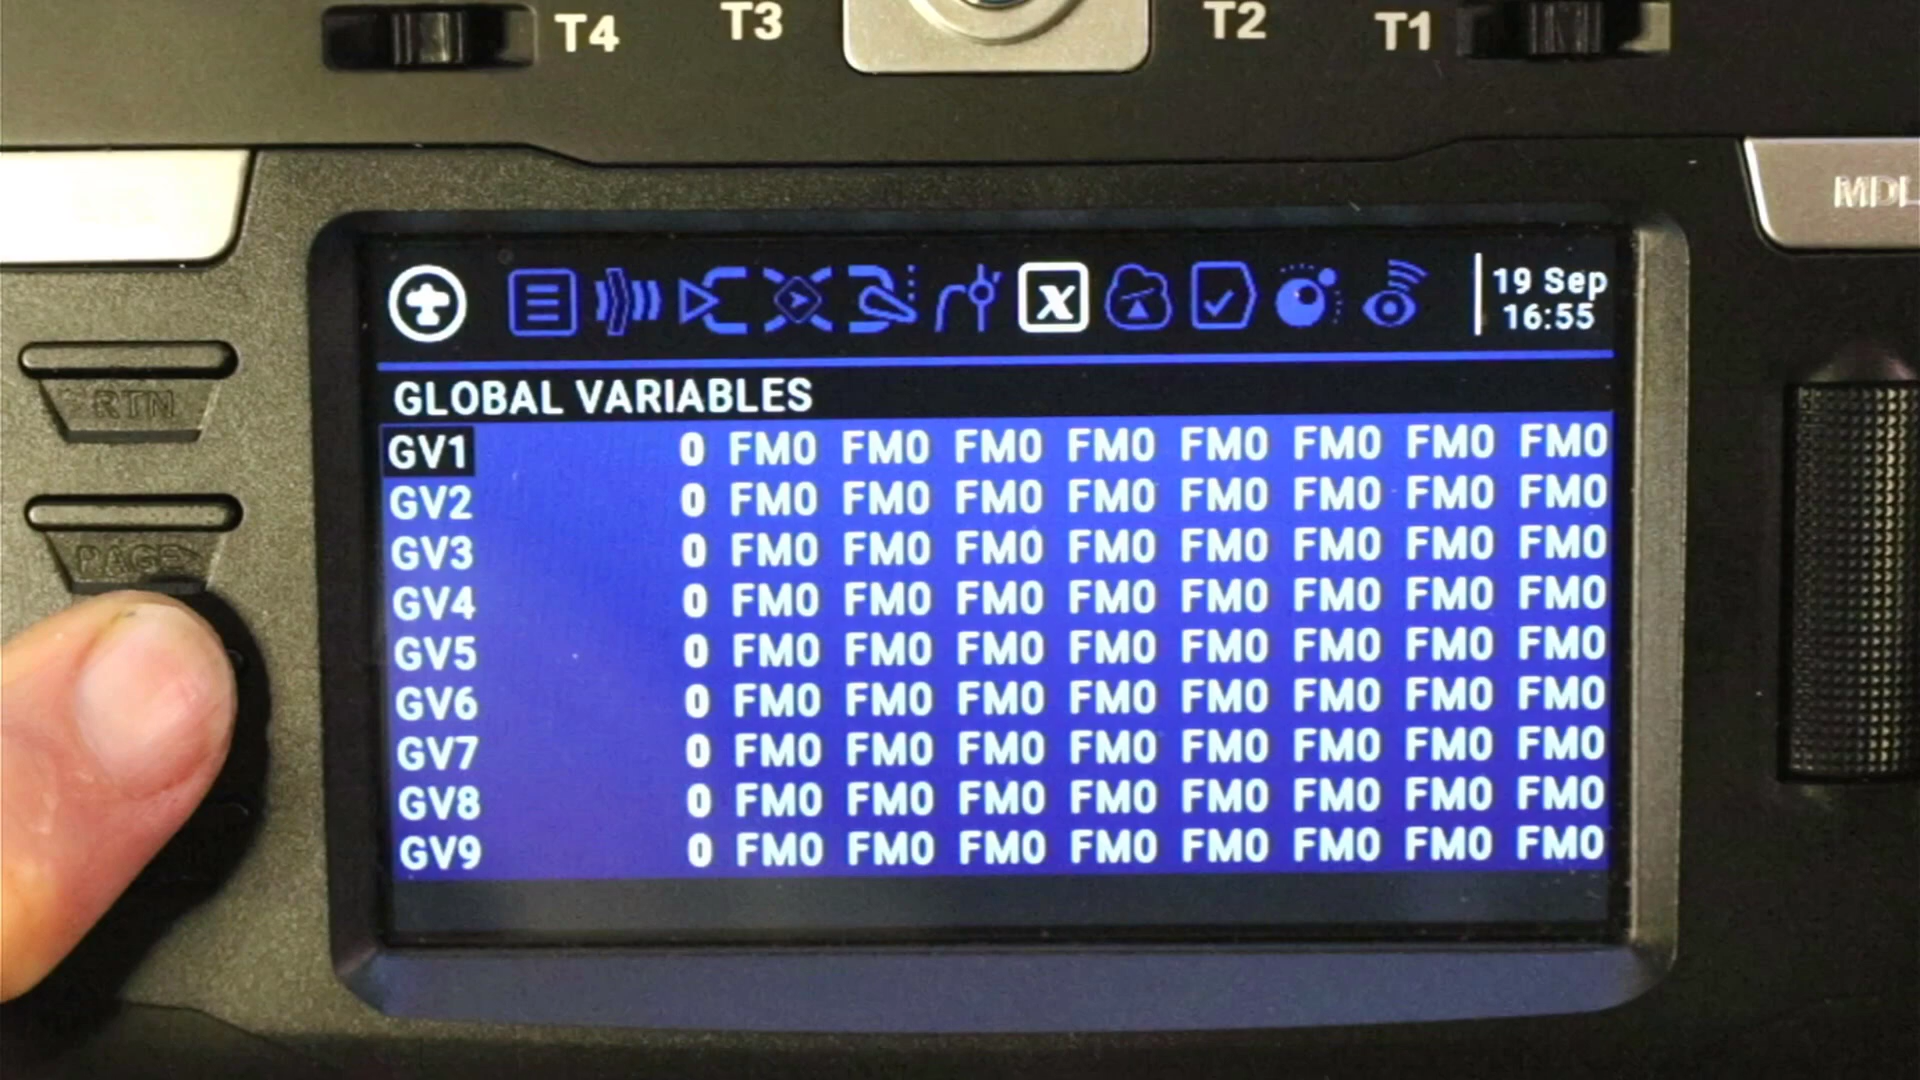 T4 T3 T2 T1
MDL
RTN
PAGE>
19 Sep
16:55
x
GLOBAL VARIABLES
GV1 0 FM0 FM0 FM0 FM0 FM0 FM0 FM0 FM0
GV2 0 FM0 FM0 FM0 FM0 FM0 FM0 FM0 FM0
GV3 0 FM0 FM0 FM0 FM0 FM0 FM0 FM0 FM0
GV4 0 FM0 FM0 FM0 FM0 FM0 FM0 FM0 FM0
GV5 0 FM0 FM0 FM0 FM0 FM0 FM0 FM0 FM0
GV6 0 FM0 FM0 FM0 FM0 FM0 FM0 FM0 FM0
GV7 0 FM0 FM0 FM0 FM0 FM0 FM0 FM0 FM0
GV8 0 FM0 FM0 FM0 FM0 FM0 FM0 FM0 FM0
GV9 0 FM0 FM0 FM0 FM0 FM0 FM0 FM0 FM0